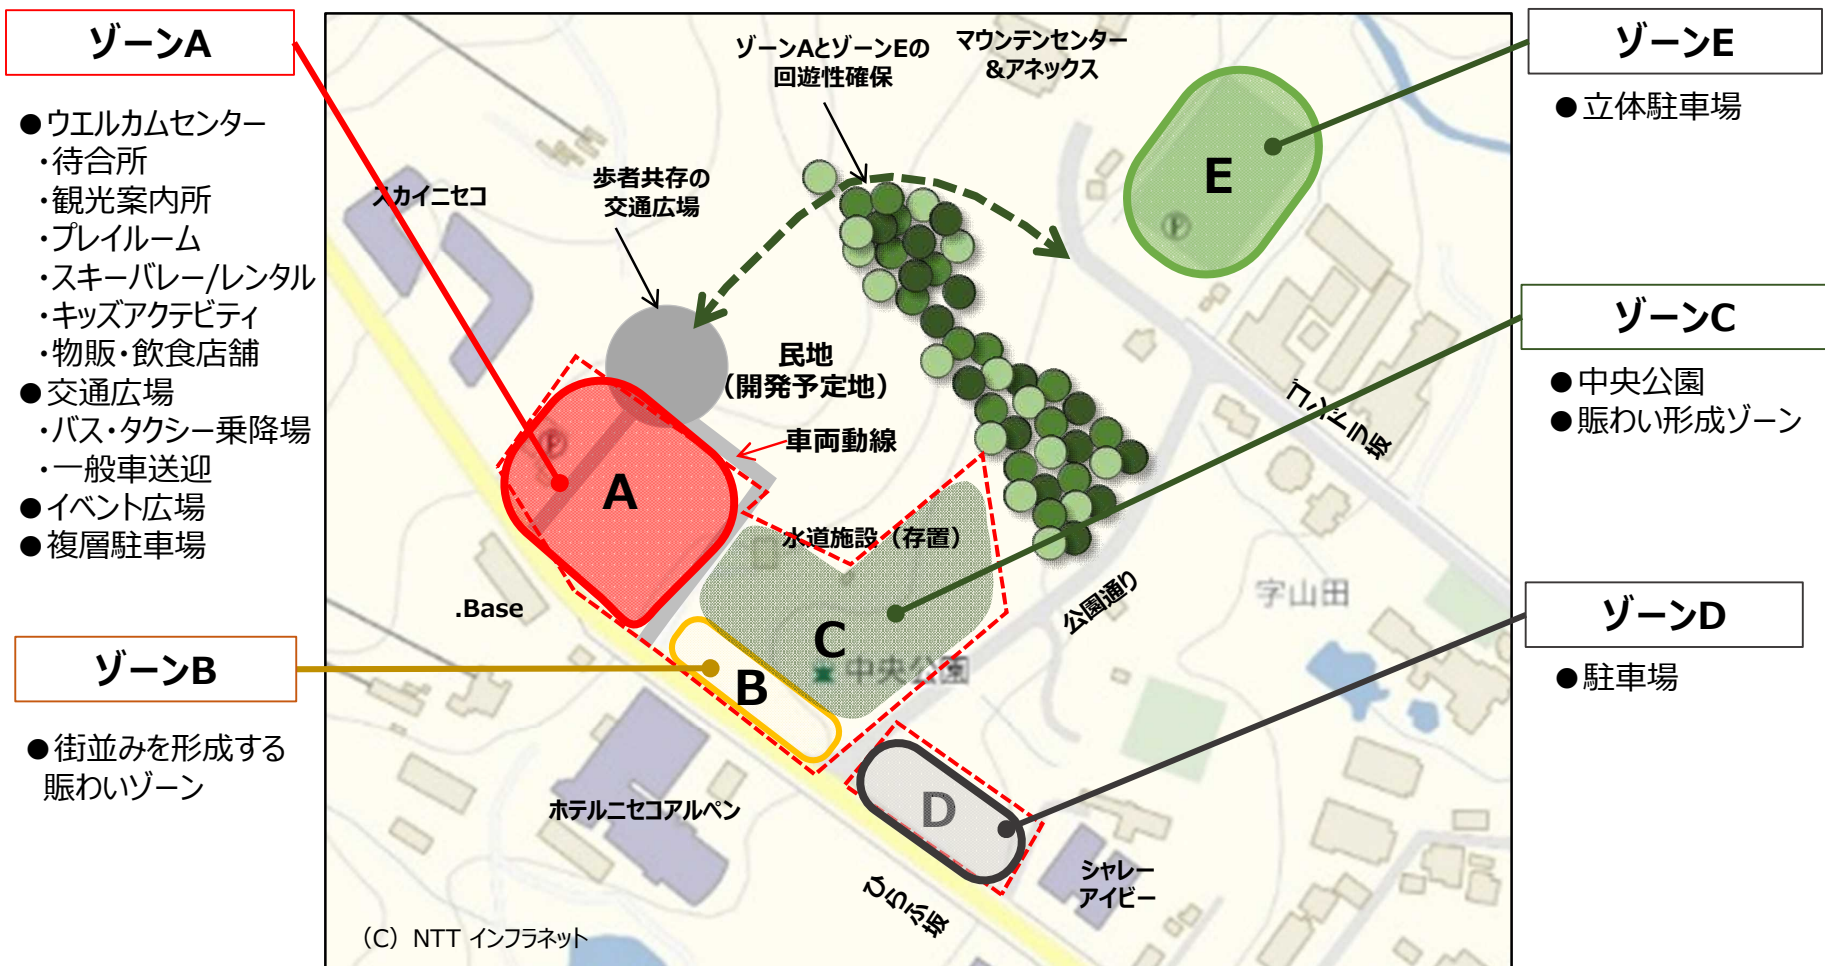 ゾーンA
●ウエルカムセンター
・待合所
・観光案内所
・プレイルーム
・スキーバレー/レンタル
・キッズアクテビティ
・物販・飲食店舗
●交通広場
・バス・タクシー乗降場
・一般車送迎
●イベント広場
●複層駐車場
ゾーンB
●街並みを形成する
賑わいゾーン
ゾーンAとゾーンEの
回遊性確保
マウンテンセンター
&アネックス
スカイニセコ
歩者共存の
交通広場
E
P
民地
(開発予定地)
車両動線
P
A
水道施設(存置)
.Base
C
中央公園
B
公園通り
字山田
D
ホテルニセコアルペン
シャレー
アイビー
ひらふ坂
(C) NTT インフラネット
ゾーンE
●立体駐車場
ゾーンC
●中央公園
●賑わい形成ゾーン
ゾーンD
●駐車場